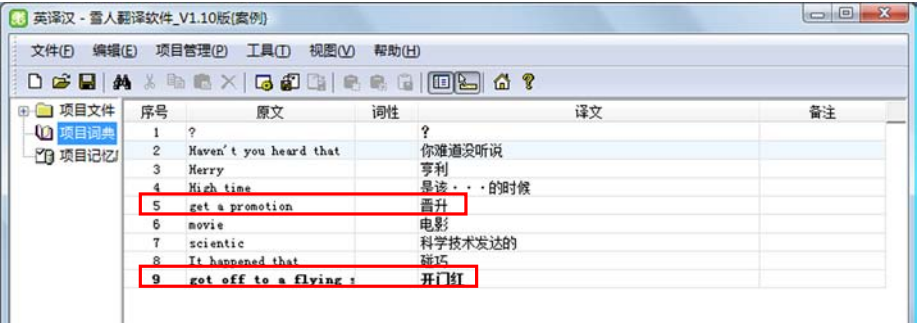 英 英译汉 - 雪人翻译软件_V1.10版{案例}
文件(F) 编辑(E) 项目管理(P) 工具(T) 视图(V) 帮助(H)
项目文件
项目词典
项目记忆
序号 原文 词性 译文 备注
1 ? ?
2 Haven't you heard that 你难道没听说
3 Herry 亨利
4 High time 是该···的时候
5 get a promotion 晋升
6 movie 电影
7 scientic 科学技术发达的
8 It happened that 碰巧
9 got off to a flying 开门红